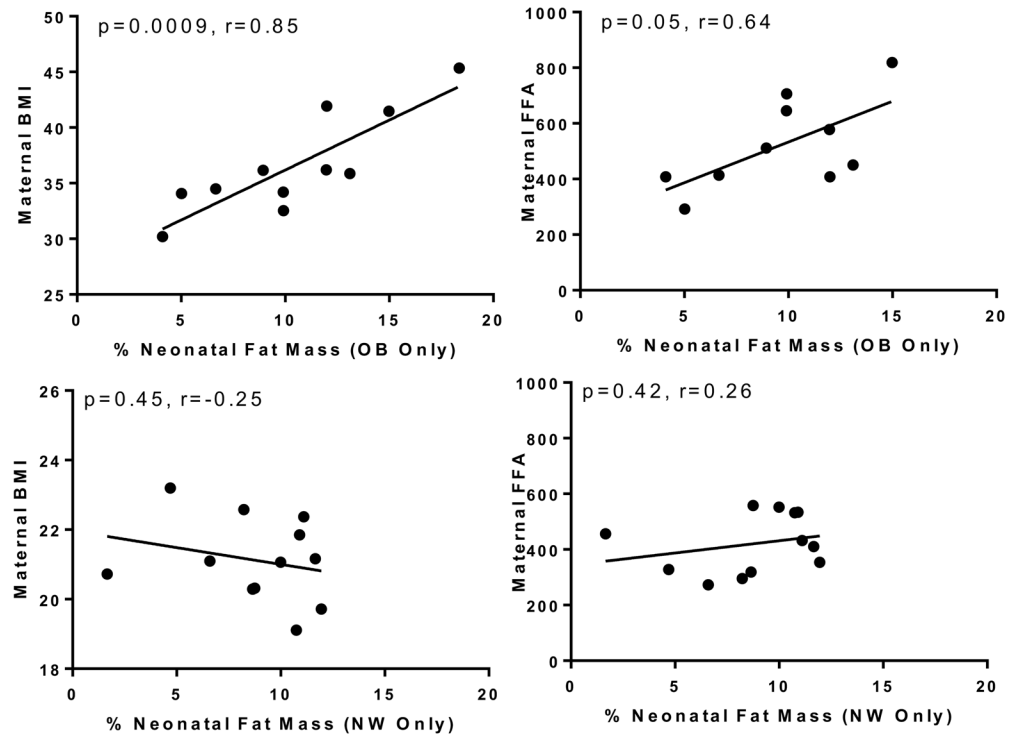 p=0.0009, r=0.85
50
45
40
35
30
25
Maternal BMI
0 5 10 15 20
% Neonatal Fat Mass (OB Only)
p=0.05, r=0.64
1000
800
600
400
200
0
Maternal FFA
0 5 10 15 20
% Neonatal Fat Mass (OB Only)
p=0.45, r=-0.25
26
24
22
20
18
Maternal BMI
0 5 10 15 20
% Neonatal Fat Mass (NW Only)
p=0.42, r=0.26
1000
800
600
400
200
0
Maternal FFA
0 5 10 15 20
% Neonatal Fat Mass (NW Only)